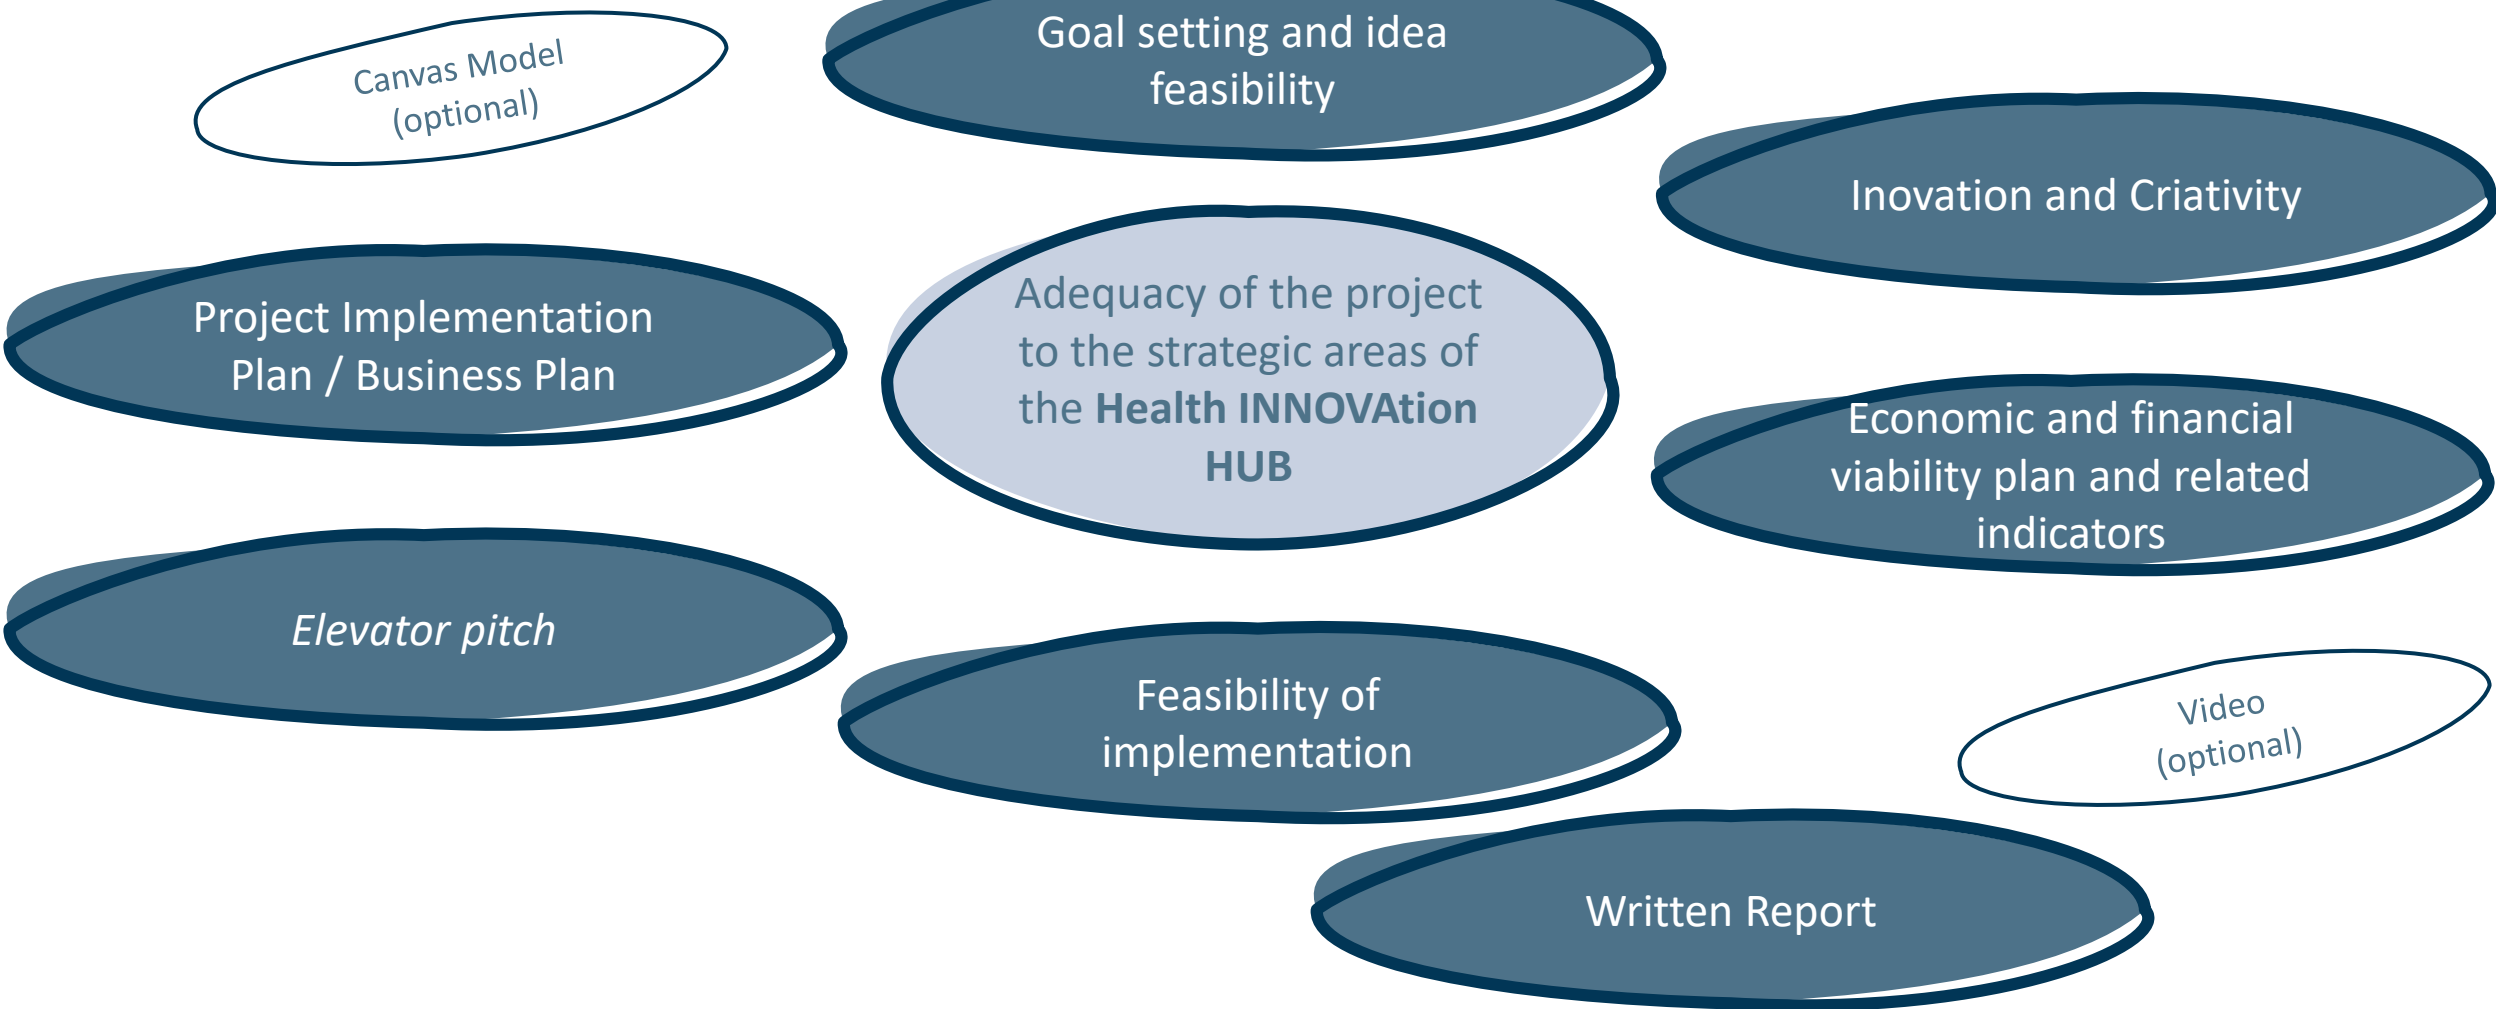 Canvas Model
(optional)
Goal setting and idea
feasibility
Inovation and Criativity
Project Implementation
Plan / Business Plan
Adequacy of the project
to the strategic areas of
the Health INNOVAtion
HUB
Economic and financial
viability plan and related
indicators
Elevator pitch
Feasibility of
implementation
Video
(optional)
Written Report